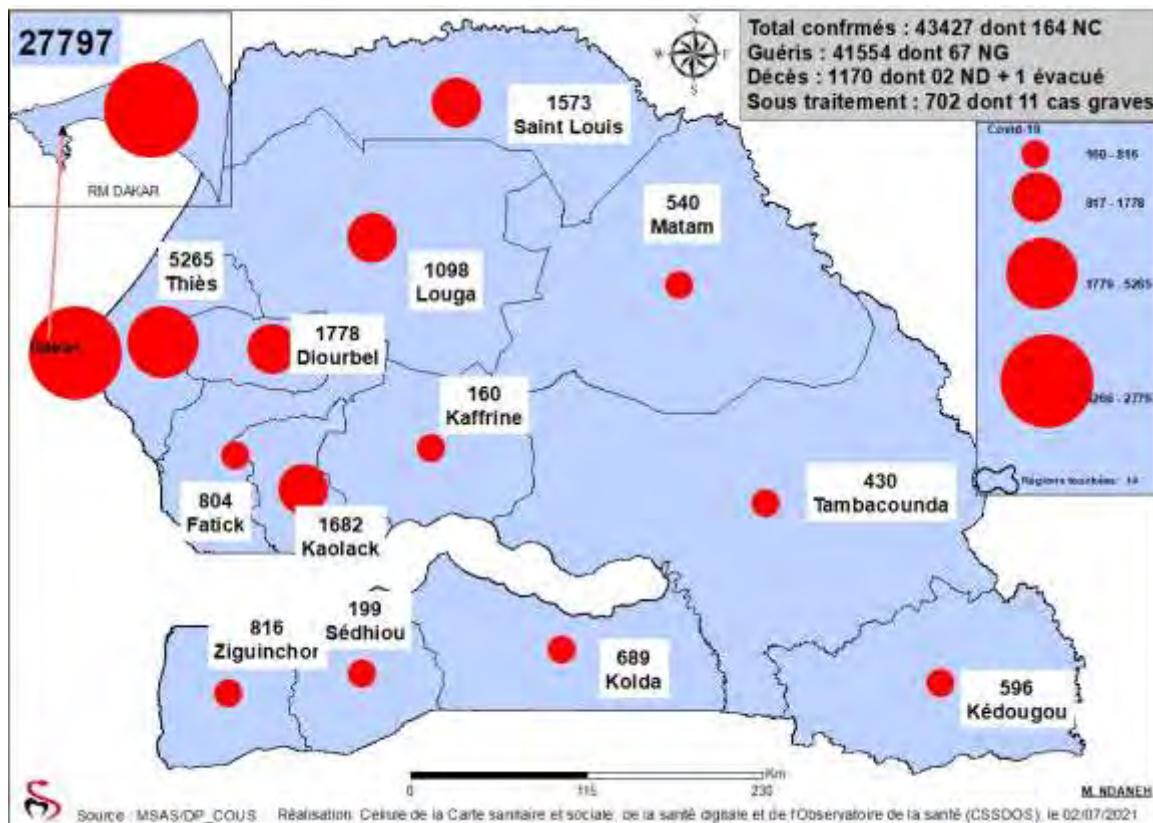 27797
RM DAKAR
Total confrmés : 43427 dont 164 NC
Guéris : 41554 dont 67 NG
Décès : 1170 dont 02 ND + 1 évacué
Sous traitement : 702 dont 11 cas graves
N
W
S
Covid-19
160 - 816
817 - 1778
1779 - 5265
Régions touchées: 14
1573
Saint Louis
540
Matam
5265
Thiès
1098
Louga
1778
Diourbel
160
Kaffrine
430
Tambacounda
804
Fatick
1682
Kaolack
199
Sédhiou
816
Ziguinchor
689
Kolda
596
Kédougou
Km
0 115 230
M. NDANEH
Source : MSAS/DP_COUS Réalisation: Cellule de la Carte sanitaire et sociale, de la santé digitale et de l'Observatoire de la santé (CSSDOS), le 02/07/2021